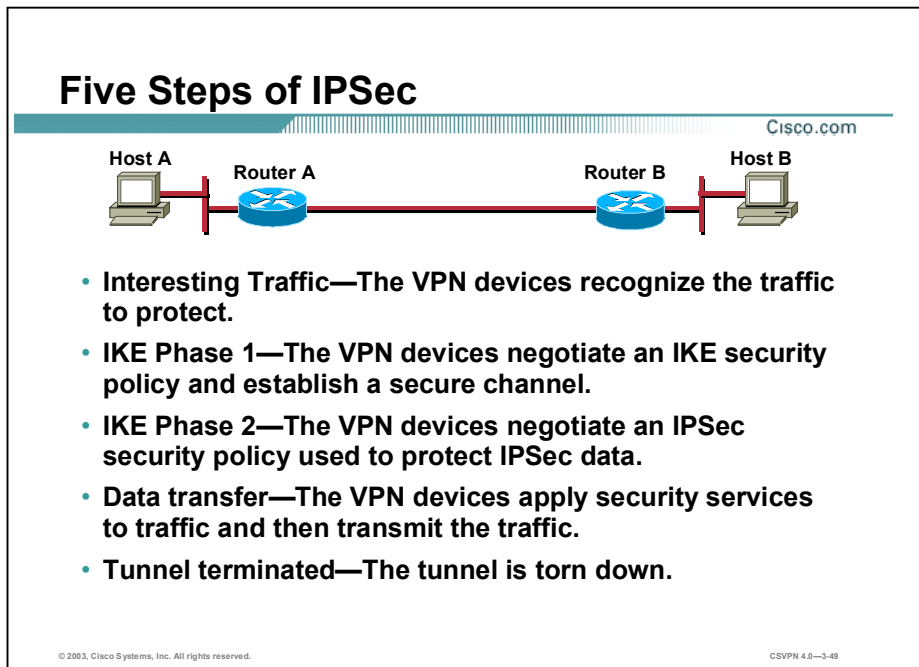 Five Steps of IPSec
Cisco.com
Host A
Router A
Router B
Host B
• Interesting Traffic—The VPN devices recognize the traffic
to protect.
• IKE Phase 1—The VPN devices negotiate an IKE security
policy and establish a secure channel.
• IKE Phase 2—The VPN devices negotiate an IPSec
security policy used to protect IPSec data.
• Data transfer—The VPN devices apply security services
to traffic and then transmit the traffic.
• Tunnel terminated—The tunnel is torn down.
© 2003, Cisco Systems, Inc. All rights reserved.
CSVPN 4.0—3-49